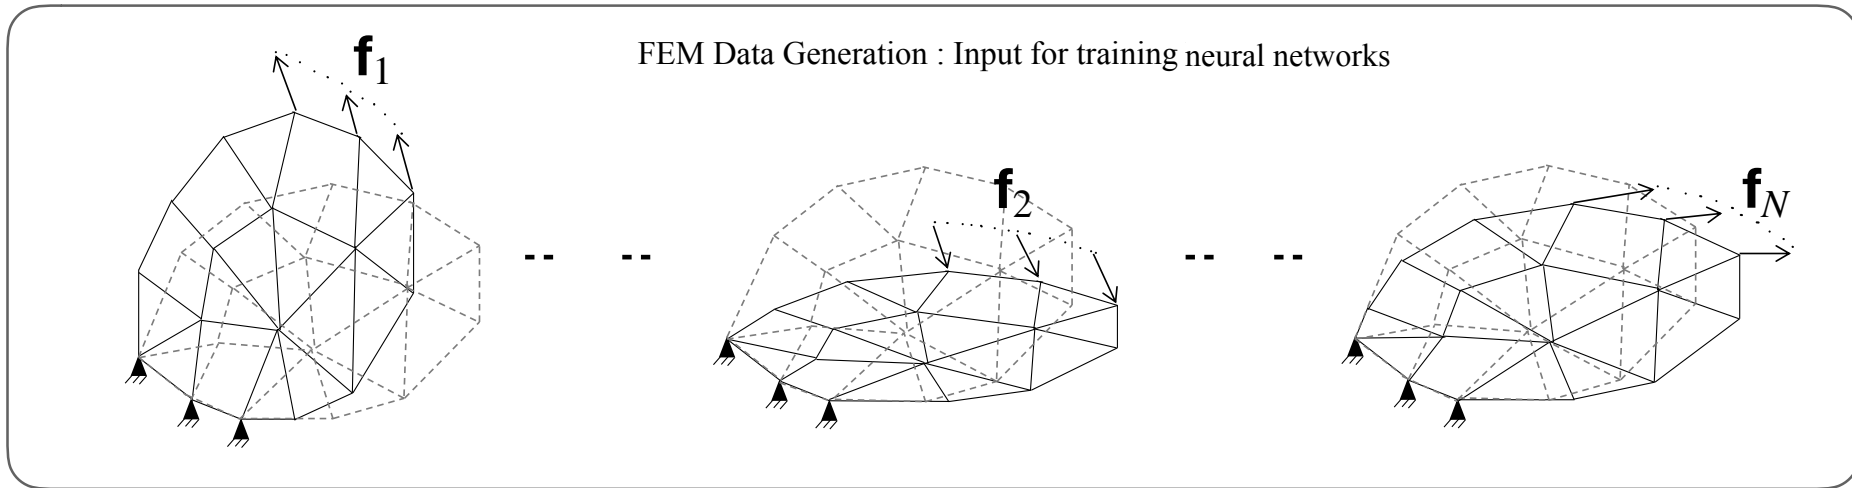 FEM Data Generation : Input for training neural networks
f1
f2
fN